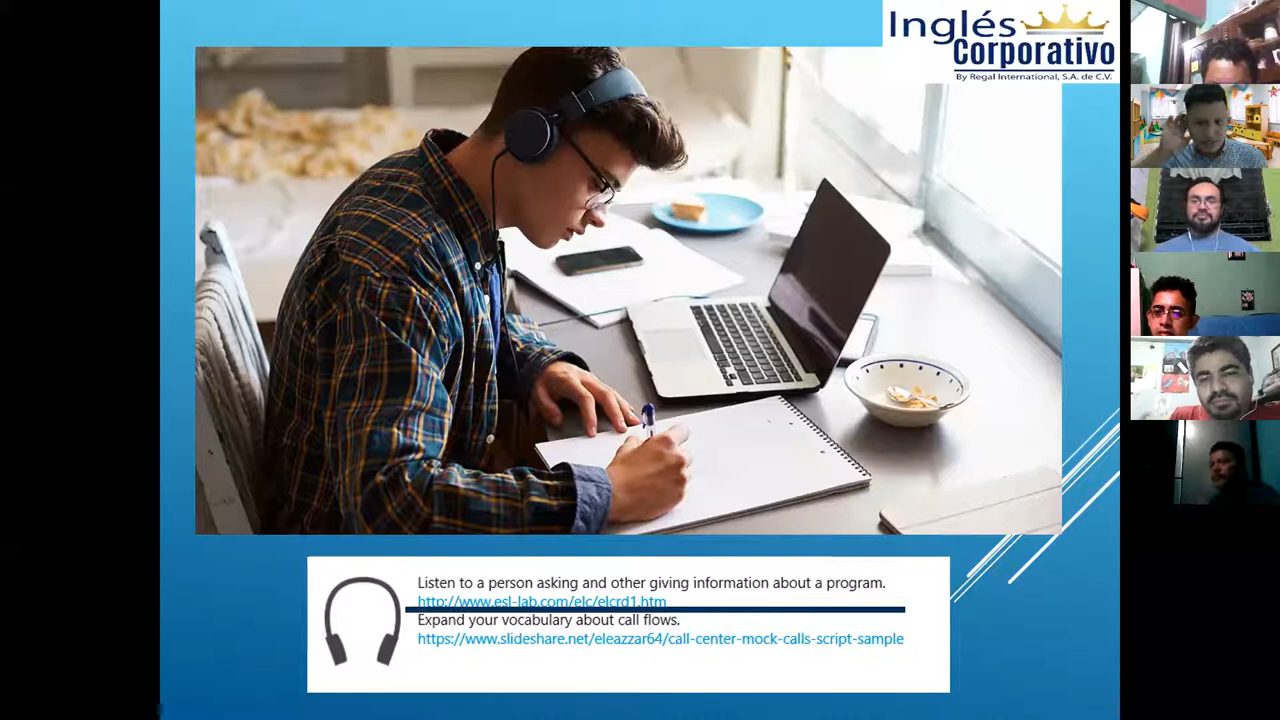 Inglés
Corporativo
By Regal International, S.A. de C.V.
Listen to a person asking and other giving information about a program.
http://www.esl-lab.com/elc/elcrd1.htm
Expand your vocabulary about call flows.
https://www.slideshare.net/eleazzar64/call-center-mock-calls-script-sample